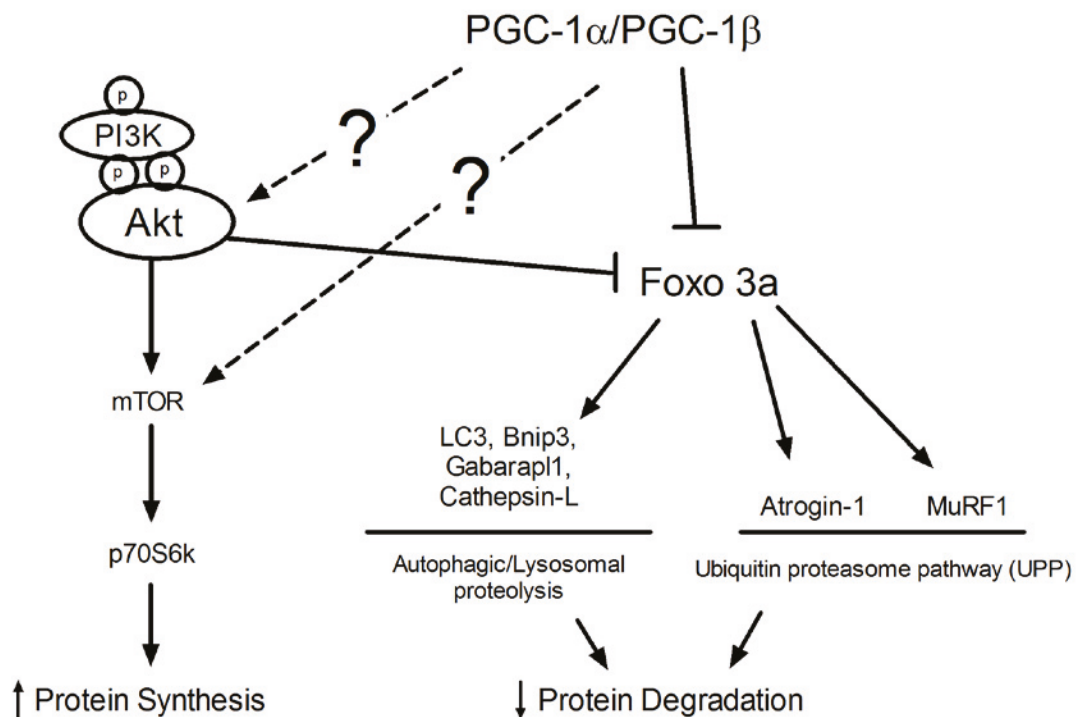 PGC-1α/PGC-1β
p
PI3K
p
p
Akt
?
?
Foxo 3a
mTOR
LC3, Bnip3,
Gabarapl1,
Cathepsin-L
Atrogin-1
MuRF1
p70S6k
Autophagic/Lysosomal
proteolysis
Ubiquitin proteasome pathway (UPP)
Protein Synthesis
Protein Degradation